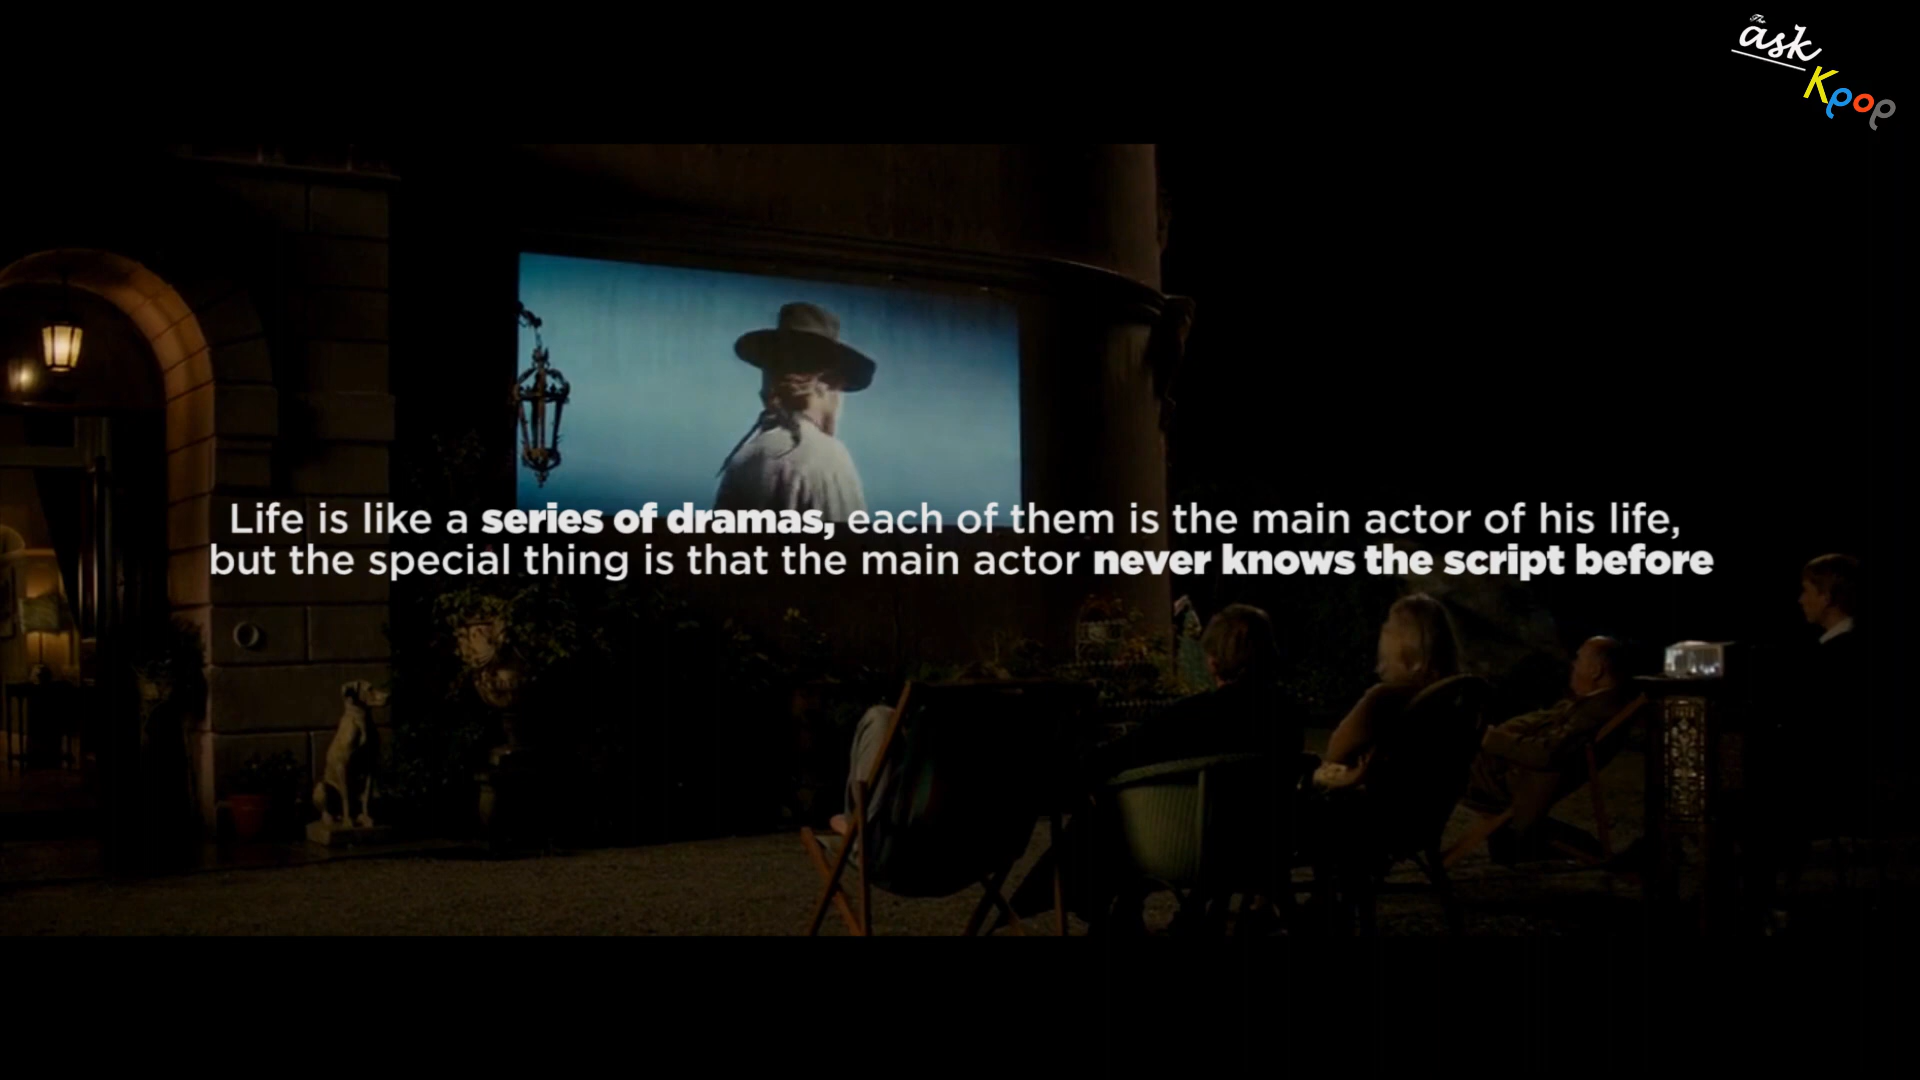 The
ask
Kpop
Life is like a series of dramas, each of them is the main actor of his life,
but the special thing is that the main actor never knows the script before